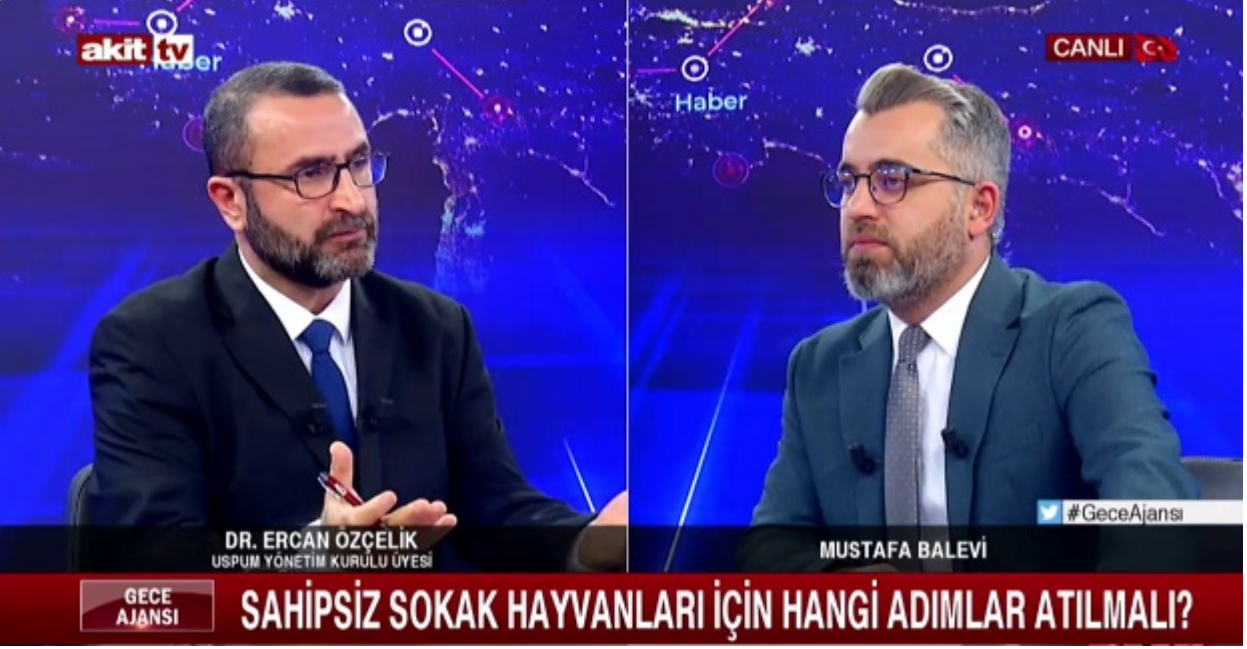 akit tv
Haber
Haber
CANLI
#GeceAjansı
DR. ERCAN ÖZÇELİK
USPUM YÖNETİM KURULU ÜYESİ
MUSTAFA BALEVİ
GECE
AJANSI
SAHİPSİZ SOKAK HAYVANLARI İÇİN HANGİ ADIMLAR ATILMALI?